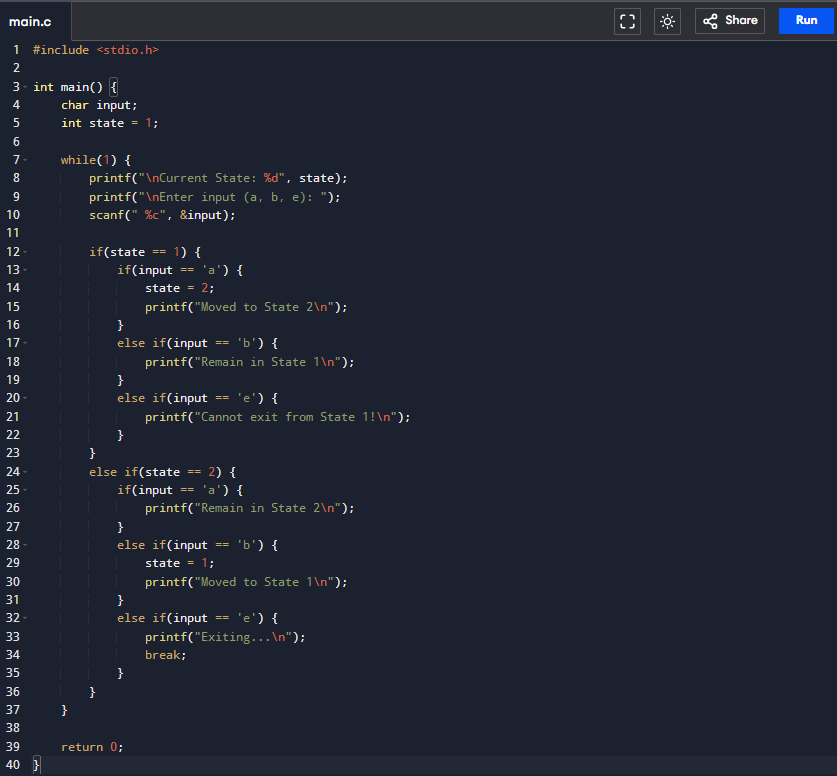 main.c
Share
Run
1 #include <stdio.h>
2
3 int main() {
4     char input;
5     int state = 1;
6
7     while(1) {
8         printf("\nCurrent State: %d", state);
9         printf("\nEnter input (a, b, e): ");
10         scanf(" %c", &input);
11
12         if(state == 1) {
13             if(input == 'a') {
14                 state = 2;
15                 printf("Moved to State 2\n");
16             }
17             else if(input == 'b') {
18                 printf("Remain in State 1\n");
19             }
20             else if(input == 'e') {
21                 printf("Cannot exit from State 1!\n");
22             }
23         }
24         else if(state == 2) {
25             if(input == 'a') {
26                 printf("Remain in State 2\n");
27             }
28             else if(input == 'b') {
29                 state = 1;
30                 printf("Moved to State 1\n");
31             }
32             else if(input == 'e') {
33                 printf("Exiting...\n");
34                 break;
35             }
36         }
37     }
38
39     return 0;
40 }